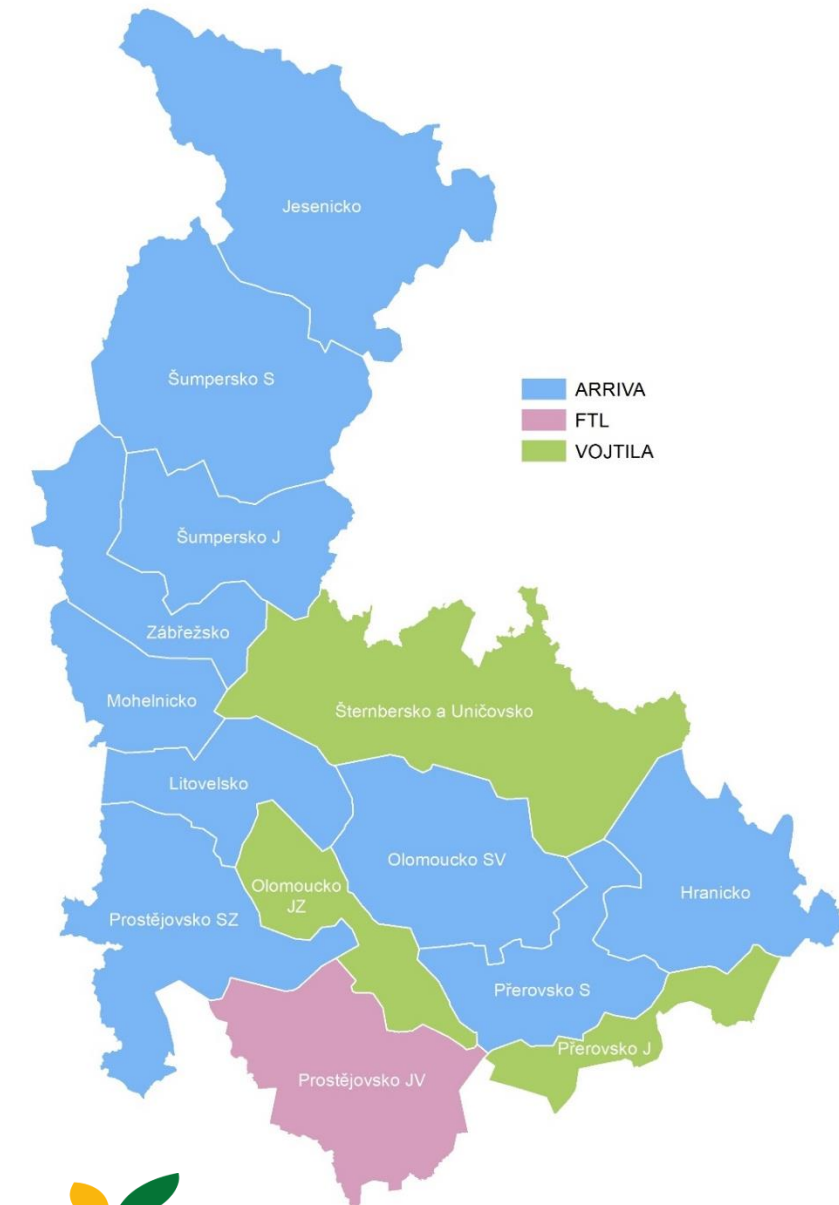 Jesenicko
Šumpersko S
ARRIVA
FTL
VOJTILA
Šumpersko J
Zábřežsko
Mohelnicko
Šternbersko a Uničovsko
Litovelsko
Olomoucko SV
Olomoucko
JZ
Hranicko
Prostějovsko SZ
Přerovsko S
Přerovsko J
Prostějovsko JV